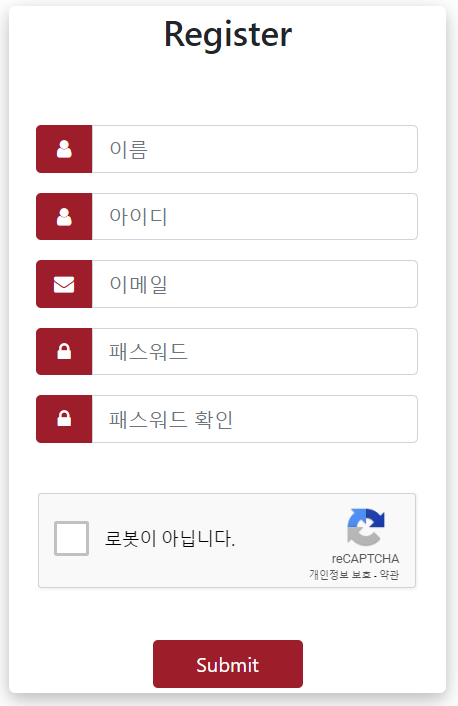 Register
이름
아이디
이메일
패스워드
패스워드 확인
로봇이 아닙니다.
reCAPTCHA
개인정보 보호 - 약관
Submit